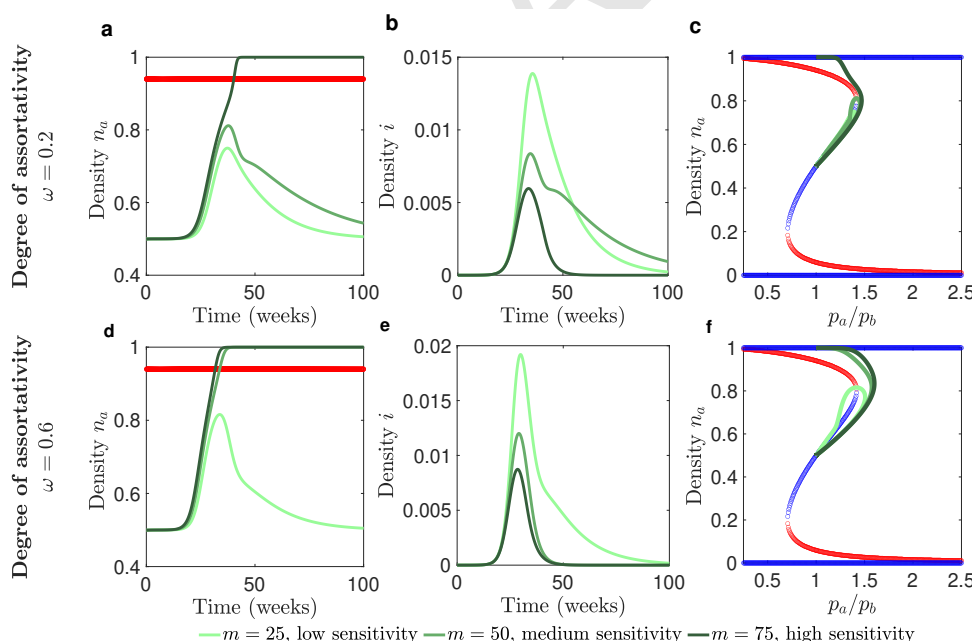 Degree of assortativity
ω = 0.2
a
Density n_a
1
0.8
0.6
0.4
0
50
100
Time (weeks)
b
Density i
0.015
0.01
0.005
0
0
50
100
Time (weeks)
c
Density n_a
1
0.8
0.6
0.4
0.2
0
0.5
1
1.5
2
2.5
p_a/p_b
Degree of assortativity
ω = 0.6
d
Density n_a
1
0.8
0.6
0.4
0
50
100
Time (weeks)
e
Density i
0.02
0.015
0.01
0.005
0
0
50
100
Time (weeks)
f
Density n_a
1
0.8
0.6
0.4
0.2
0
0.5
1
1.5
2
2.5
p_a/p_b
m = 25, low sensitivity m = 50, medium sensitivity m = 75, high sensitivity